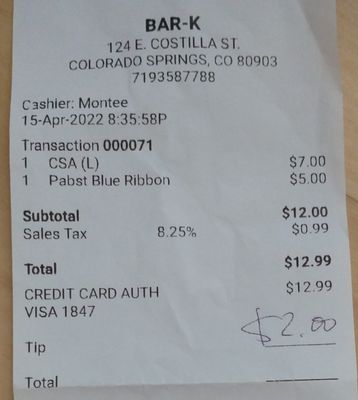 BAR-K
124 E. COSTILLA ST.
COLORADO SPRINGS, CO 80903
7193587788
Cashier: Montee
15-Apr-2022 8:35:58P
Transaction 000071
1 CSA (L) $7.00
1 Pabst Blue Ribbon $5.00
Subtotal $12.00
Sales Tax 8.25% $0.99
Total $12.99
CREDIT CARD AUTH $12.99
VISA 1847
Tip $2.00
Total